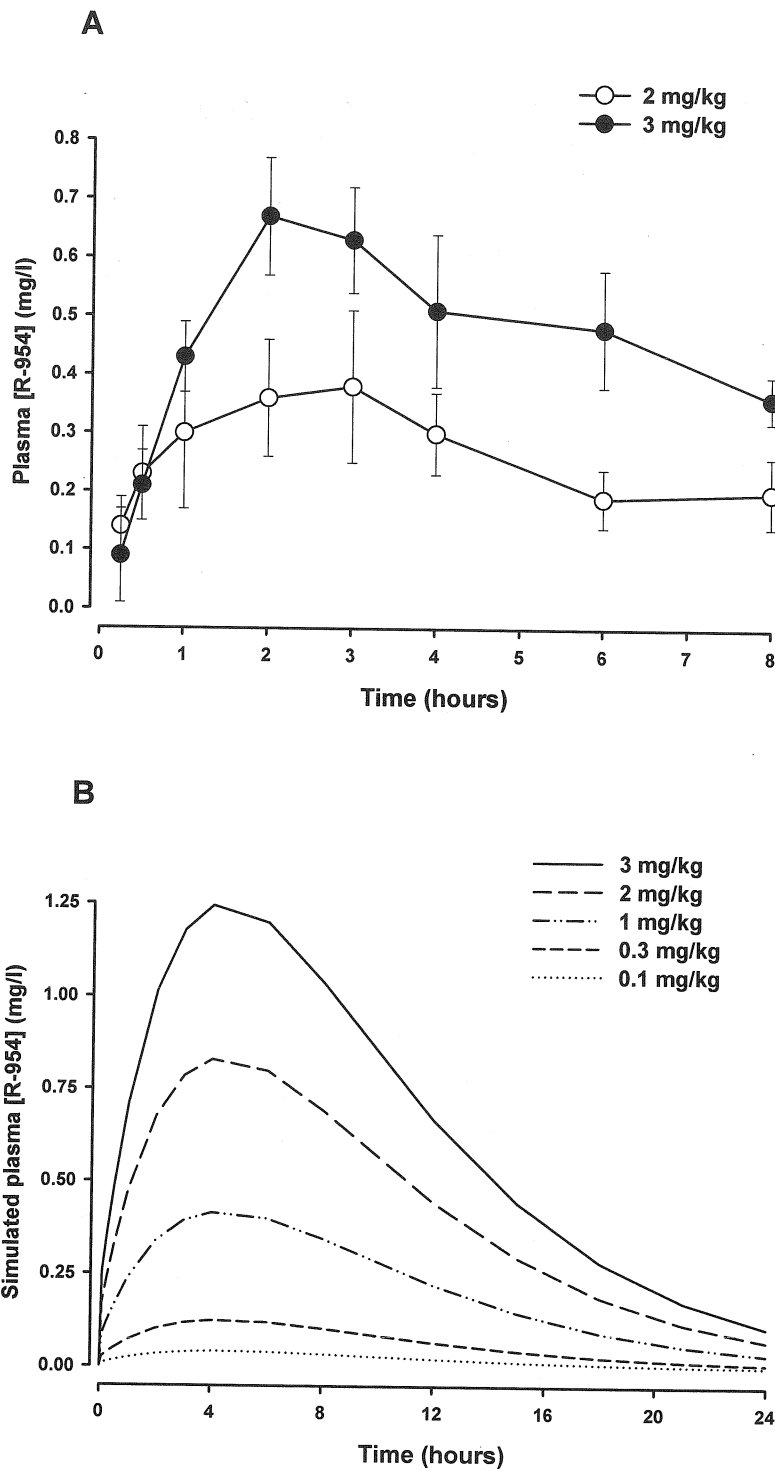 A
2 mg/kg
3 mg/kg
0.8
0.7
0.6
0.5
0.4
0.3
0.2
0.1
0.0
Plasma [R-954] (mg/l)
0 1 2 3 4 5 6 7 8
Time (hours)
B
3 mg/kg
2 mg/kg
1 mg/kg
0.3 mg/kg
0.1 mg/kg
1.25
1.00
0.75
0.50
0.25
0.00
Simulated plasma [R-954] (mg/l)
0 4 8 12 16 20 24
Time (hours)